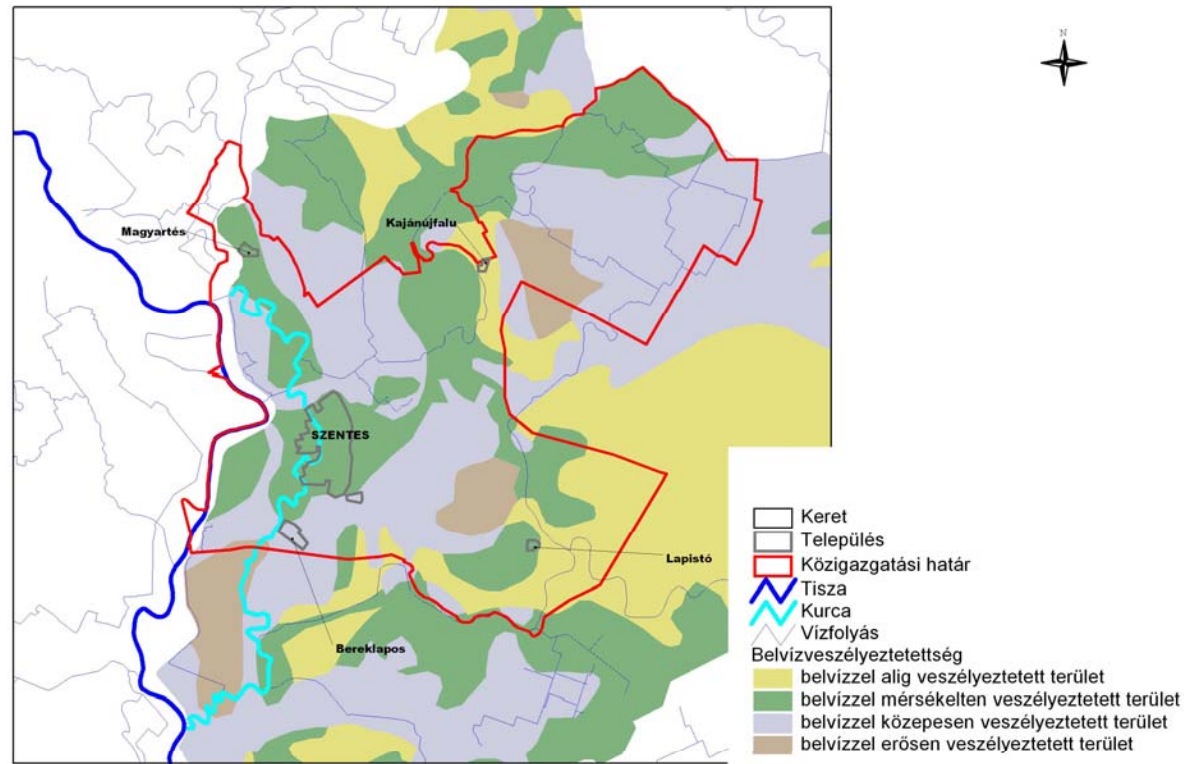 N
Magyartés
Kajánújfalu
SZENTES
Lapistó
Bereklapos
Keret
Település
Közigazgatási határ
Tisza
Kurca
Vízfolyás
Belvízveszélyeztetettség
belvízzel alig veszélyeztetett terület
belvízzel mérsékelten veszélyeztetett terület
belvízzel közepesen veszélyeztetett terület
belvízzel erősen veszélyeztetett terület